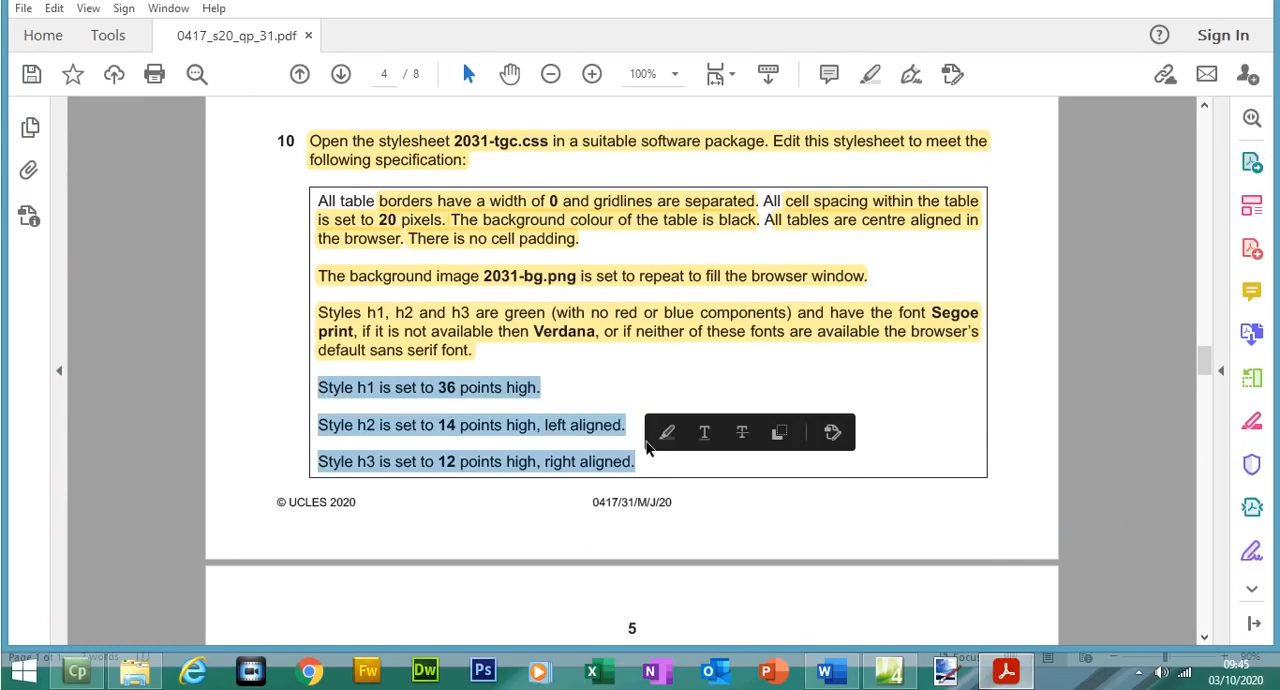 File Edit View Sign Window Help
Home Tools 0417_s20_qp_31.pdf × Sign In
4 / 8 100%
10 Open the stylesheet 2031-tgc.css in a suitable software package. Edit this stylesheet to meet the
following specification:
All table borders have a width of 0 and gridlines are separated. All cell spacing within the table
is set to 20 pixels. The background colour of the table is black. All tables are centre aligned in
the browser. There is no cell padding.
The background image 2031-bg.png is set to repeat to fill the browser window.
Styles h1, h2 and h3 are green (with no red or blue components) and have the font Segoe
print, if it is not available then Verdana, or if neither of these fonts are available the browser's
default sans serif font.
Style h1 is set to 36 points high.
Style h2 is set to 14 points high, left aligned.
Style h3 is set to 12 points high, right aligned.
© UCLES 2020 0417/31/M/J/20
5
Focus 90%
Cp Fw Dw Ps X N O P W 4
09:45
03/10/2020